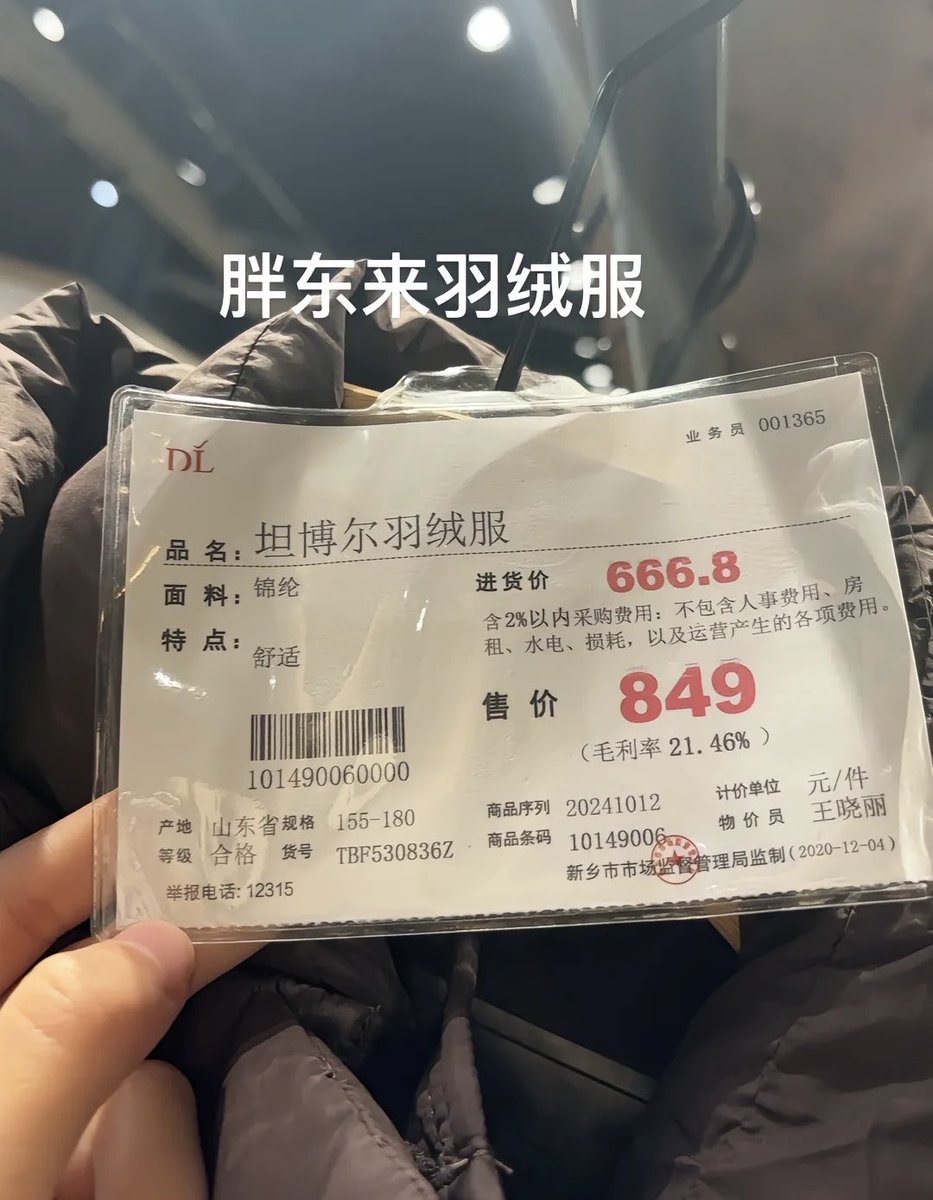 胖东来羽绒服
DL
业务员 001365
品 名: 坦博尔羽绒服
面 料: 锦纶
特 点: 舒适
进货价 666.8
含2%以内采购费用: 不包含人事费用、房
租、水电、损耗, 以及运营产生的各项费用。
售 价 849
(毛利率 21.46% )
101490060000
产地 山东省 规格 155-180
等级 合格 货号 TBF530836Z
举报电话: 12315
商品序列 20241012
计价单位 元/件
商品条码 10149006
物 价 员 王晓丽
新乡市市场监督管理局监制(2020-12-04)